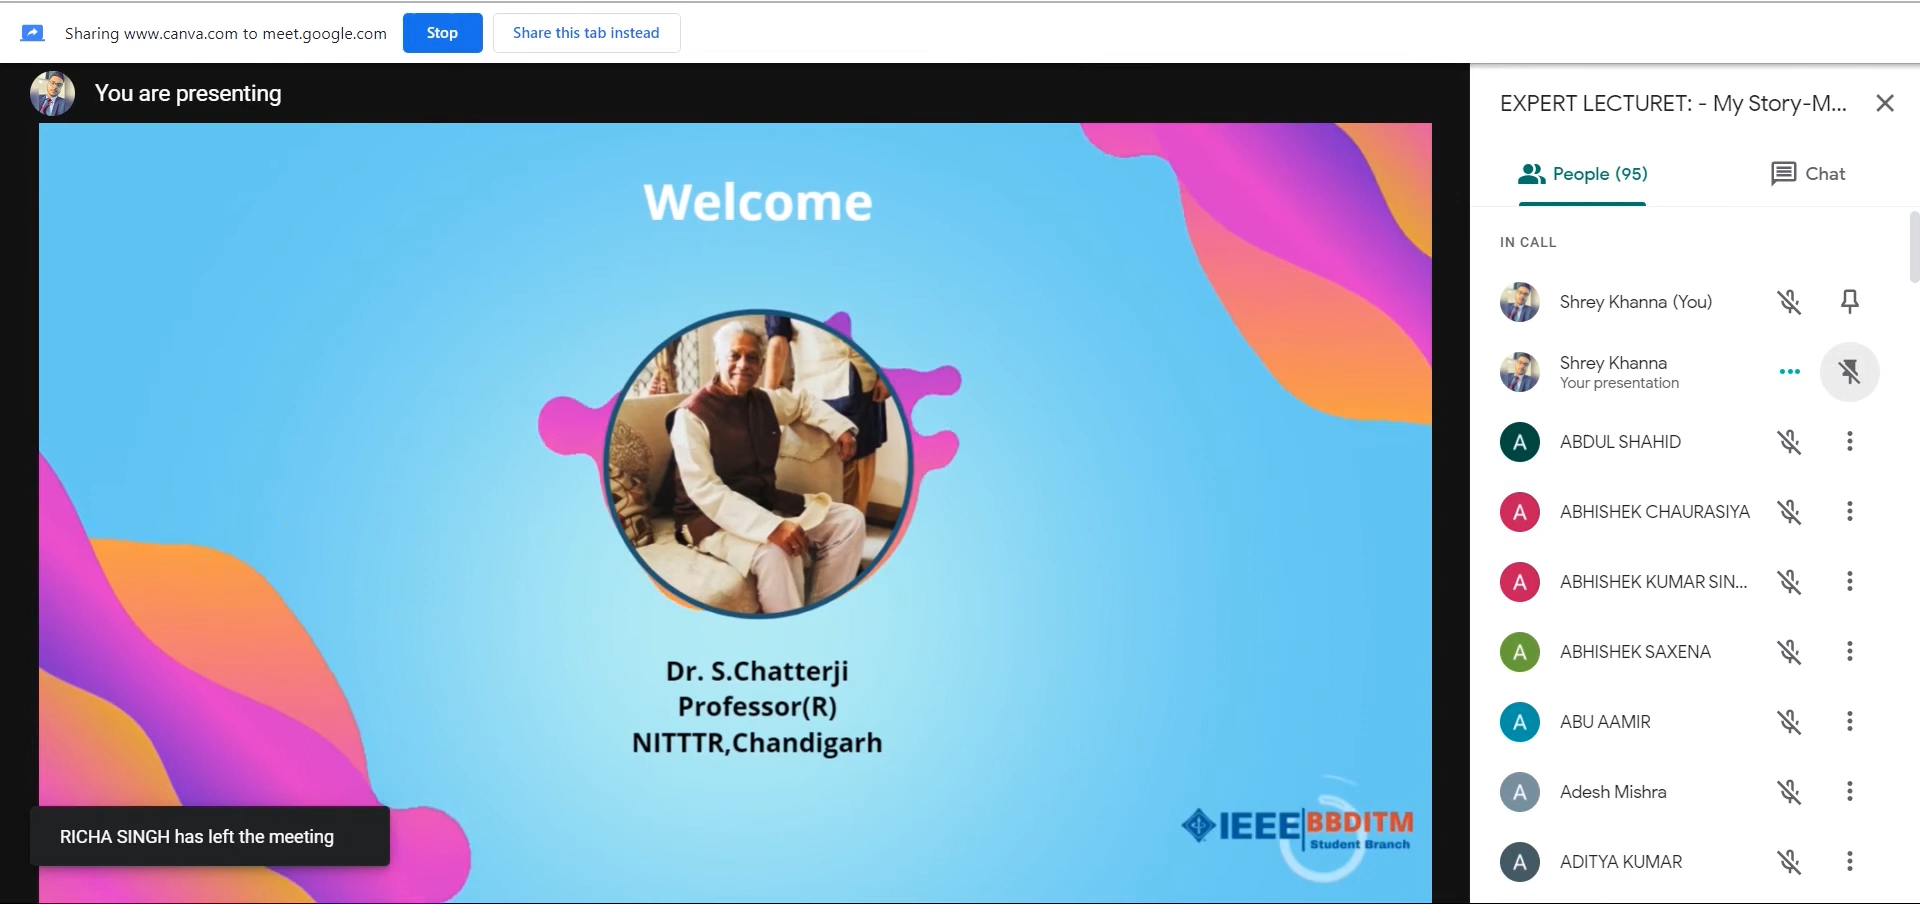 Sharing www.canva.com to meet.google.com
Stop
Share this tab instead
You are presenting
Welcome
Dr. S.Chatterji
Professor(R)
NITTTR,Chandigarh
IEEE BBDITM
Student Branch
RICHA SINGH has left the meeting
EXPERT LECTURET: - My Story-M...
People (95)
Chat
IN CALL
Shrey Khanna (You)
Shrey Khanna
Your presentation
A ABDUL SHAHID
A ABHISHEK CHAURASIYA
A ABHISHEK KUMAR SIN...
A ABHISHEK SAXENA
A ABU AAMIR
A Adesh Mishra
A ADITYA KUMAR